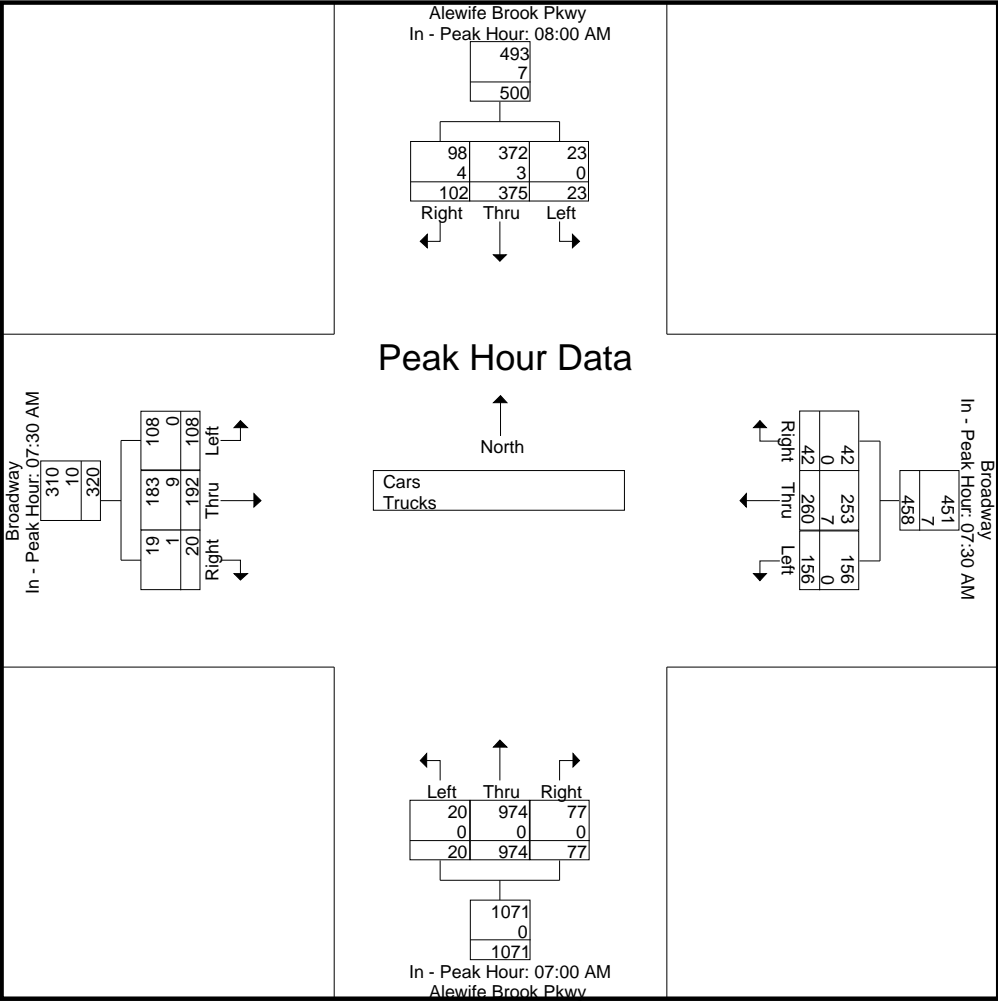 Alewife Brook Pkwy
In - Peak Hour: 08:00 AM
493
7
500
98 372 23
4 3 0
102 375 23
Right Thru Left
Peak Hour Data
North
Cars
Trucks
Broadway
In - Peak Hour: 07:30 AM
310
10
320
108 0 108 Left
183 9 192 Thru
19 1 20 Right
Right 42 0 42
Thru 260 7 253
Left 156 0 156
458
7
451
In - Peak Hour: 07:30 AM
Broadway
Left Thru Right
20 974 77
0 0 0
20 974 77
1071
0
1071
In - Peak Hour: 07:00 AM
Alewife Brook Pkwy